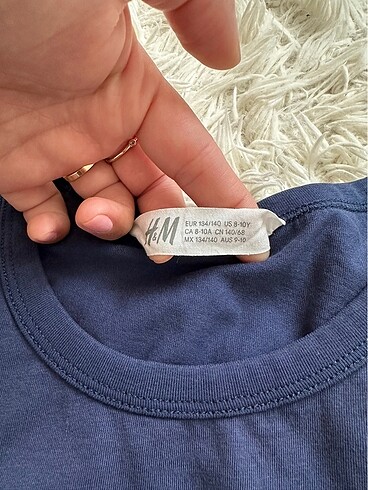 H&M
EUR 134/140 US 8-10Y
CA 8-10A CN 140/68
MX 134/140 AUS 9-10